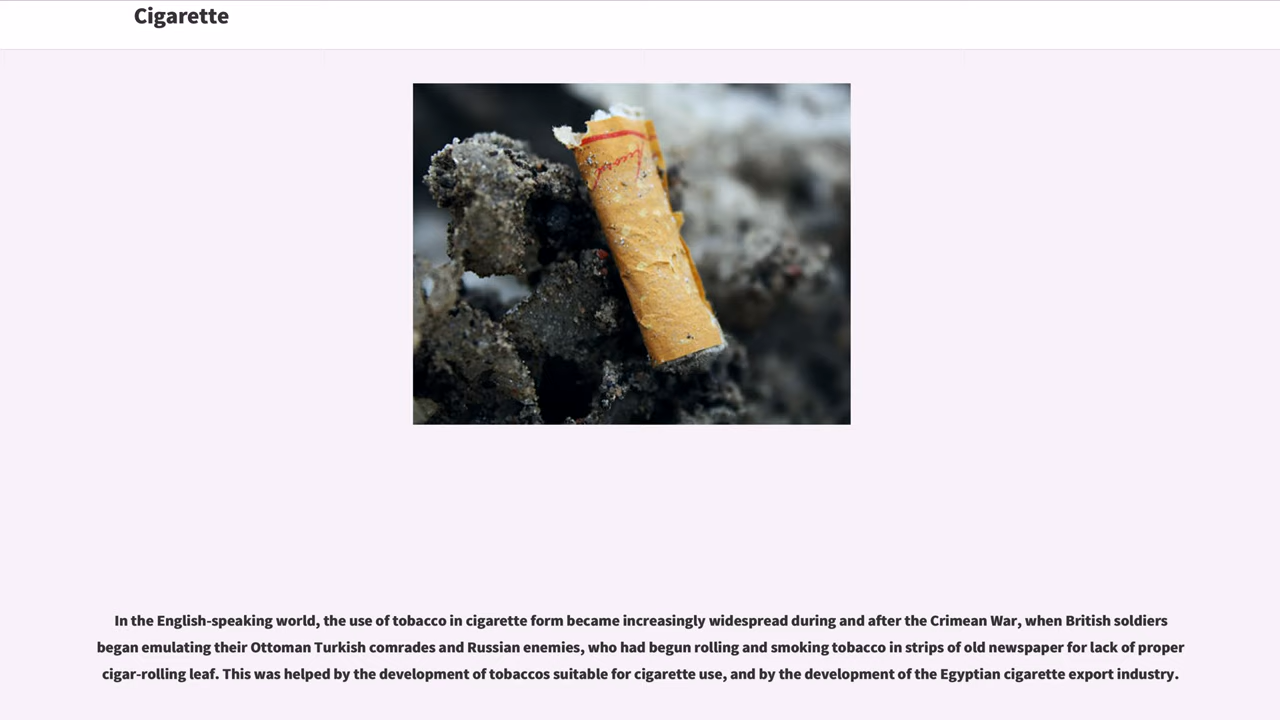 Cigarette
In the English-speaking world, the use of tobacco in cigarette form became increasingly widespread during and after the Crimean War, when British soldiers
began emulating their Ottoman Turkish comrades and Russian enemies, who had begun rolling and smoking tobacco in strips of old newspaper for lack of proper
cigar-rolling leaf. This was helped by the development of tobaccos suitable for cigarette use, and by the development of the Egyptian cigarette export industry.